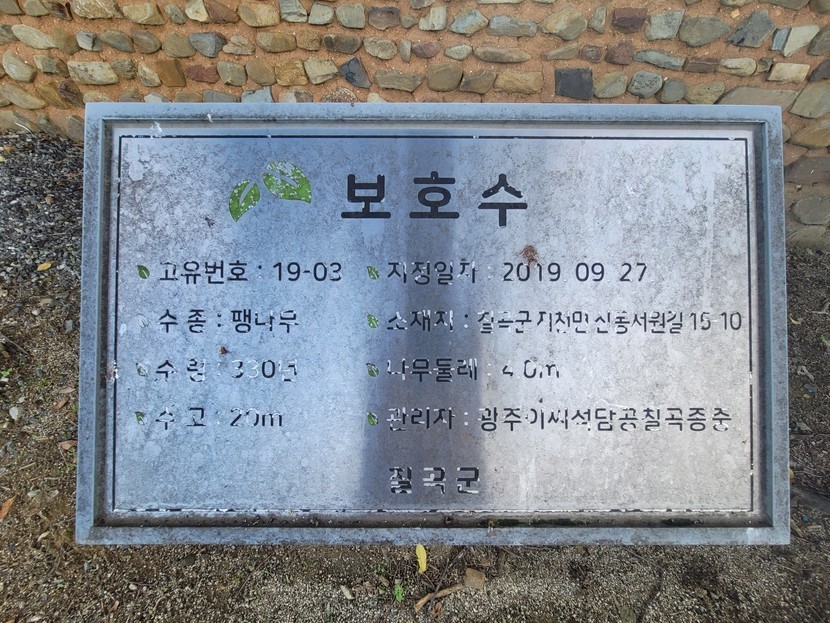 보호수
고유번호 : 19-03 지정일자 : 2019 09 27
수 종 : 팽나무 소재지 : 칠곡군 지천면 신동서원길 15-10
수 령 : 330년 나무둘레 : 4.0m
수 고 : 20m 관리자 : 광주이씨석담공칠곡종중
칠곡군